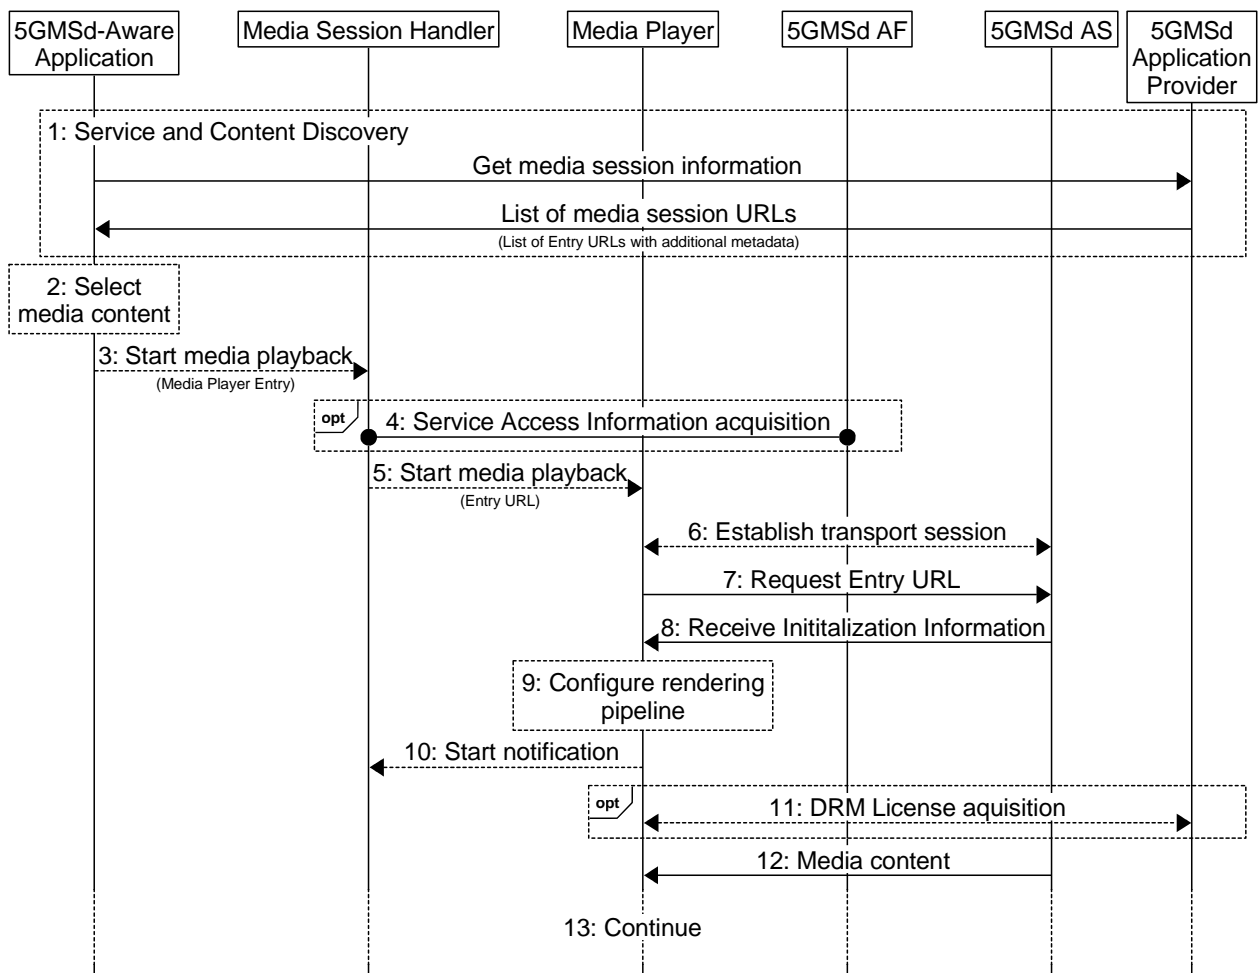 5GMSd-Aware
Application
Media Session Handler
Media Player
5GMSd AF
5GMSd AS
5GMSd
Application
Provider
1: Service and Content Discovery
Get media session information
List of media session URLs
(List of Entry URLs with additional metadata)
2: Select
media content
3: Start media playback
(Media Player Entry)
opt
4: Service Access Information acquisition
5: Start media playback
(Entry URL)
6: Establish transport session
7: Request Entry URL
8: Receive Inititalization Information
9: Configure rendering
pipeline
10: Start notification
opt
11: DRM License aquisition
12: Media content
13: Continue